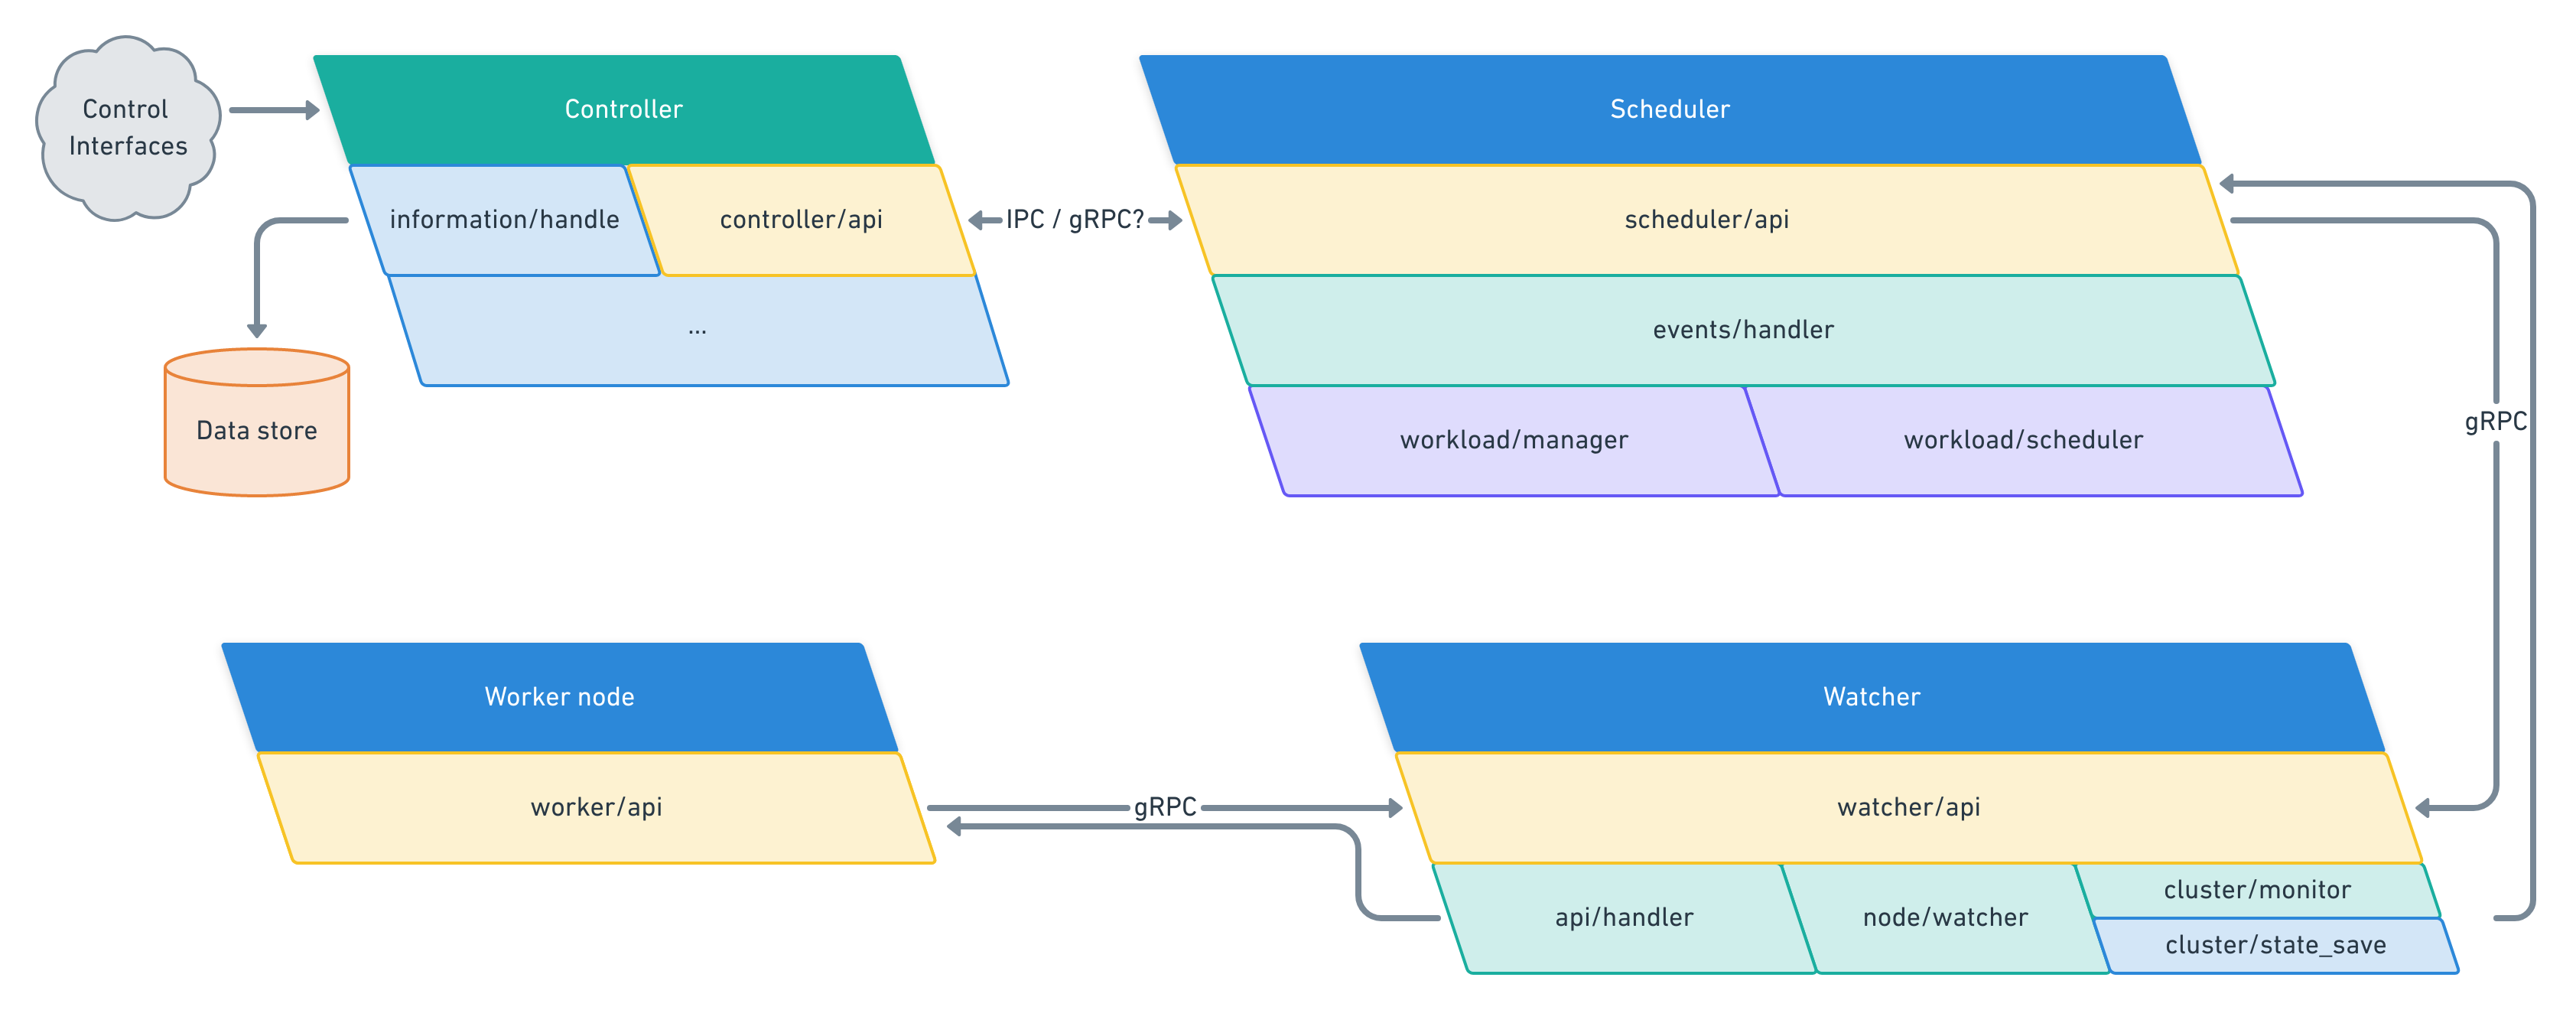 Control
Interfaces
Controller
information/handle
controller/api
...
Data store
IPC / gRPC?
Scheduler
scheduler/api
events/handler
workload/manager
workload/scheduler
gRPC
Worker node
worker/api
gRPC
Watcher
watcher/api
api/handler
node/watcher
cluster/monitor
cluster/state_save